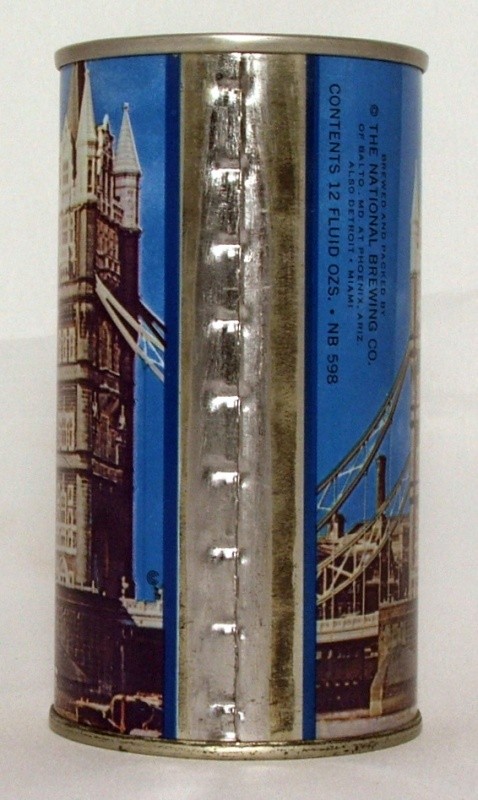 BREWED AND PACKED BY
© THE NATIONAL BREWING CO.
OF BALTO., MD. AT PHOENIX, ARIZ.
ALSO DETROIT • MIAMI
CONTENTS 12 FLUID OZS. • NB 598